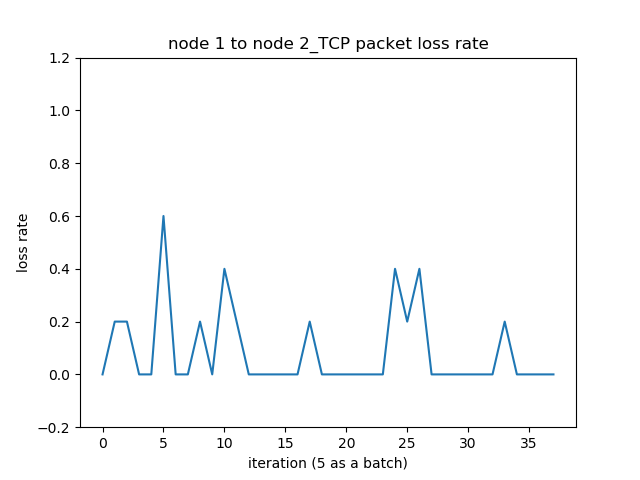 node 1 to node 2_TCP packet loss rate
1.2
1.0
0.8
0.6
0.4
0.2
0.0
−0.2
loss rate
0 5 10 15 20 25 30 35
iteration (5 as a batch)